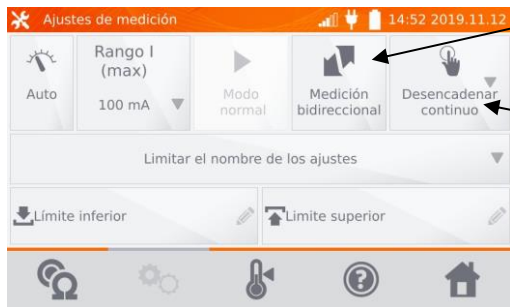 Ajustes de medición
14:52 2019.11.12
Auto
Rango I
(max)
100 mA
Modo
normal
Medición
bidireccional
Desencadenar
continuo
Limitar el nombre de los ajustes
Límite inferior
Limite superior